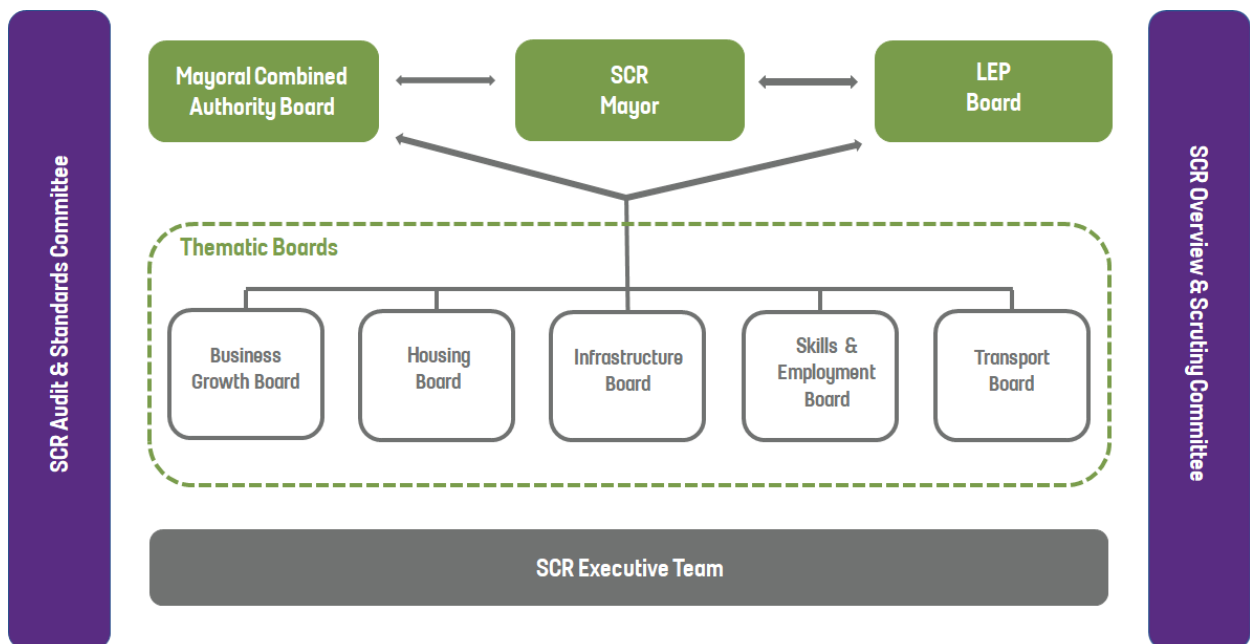 SCR Audit & Standards Committee
Mayoral Combined
Authority Board
SCR
Mayor
LEP
Board
Thematic Boards
Business
Growth Board
Housing
Board
Infrastructure
Board
Skills & 
Employment
Board
Transport
Board
SCR Executive Team
SCR Overview & Scrutiny Committee